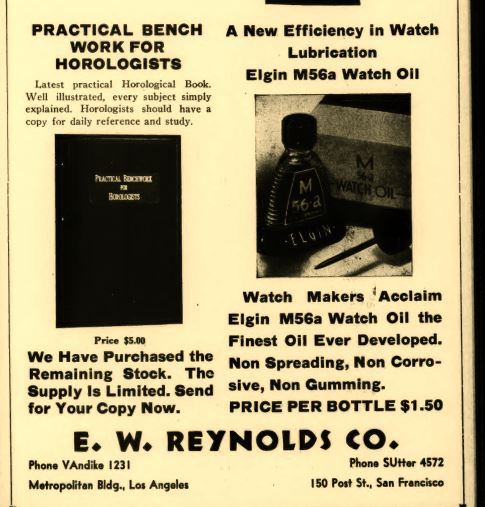 PRACTICAL BENCH
WORK FOR
HOROLOGISTS
Latest practical Horological Book.
Well illustrated, every subject simply
explained. Horologists should have a
copy for daily reference and study.
PRACTICAL BENCHWORK
FOR
HOROLOGISTS
Price $5.00
We Have Purchased the
Remaining Stock. The
Supply Is Limited. Send
for Your Copy Now.
A New Efficiency in Watch
Lubrication
Elgin M56a Watch Oil
M
56-a
ELGIN
M
56-a
WATCH-OIL
Watch Makers Acclaim
Elgin M56a Watch Oil the
Finest Oil Ever Developed.
Non Spreading, Non Corro-
sive, Non Gumming.
PRICE PER BOTTLE $1.50
E. W. REYNOLDS CO.
Phone VAndike 1231
Metropolitan Bldg., Los Angeles
Phone SUtter 4572
150 Post St., San Francisco